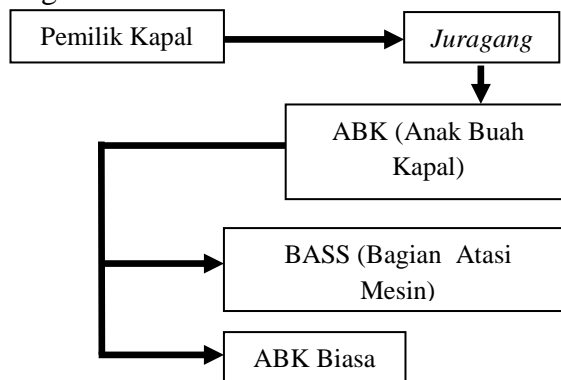 Pemilik Kapal
Juragang
ABK (Anak Buah
Kapal)
BASS (Bagian Atasi
Mesin)
ABK Biasa